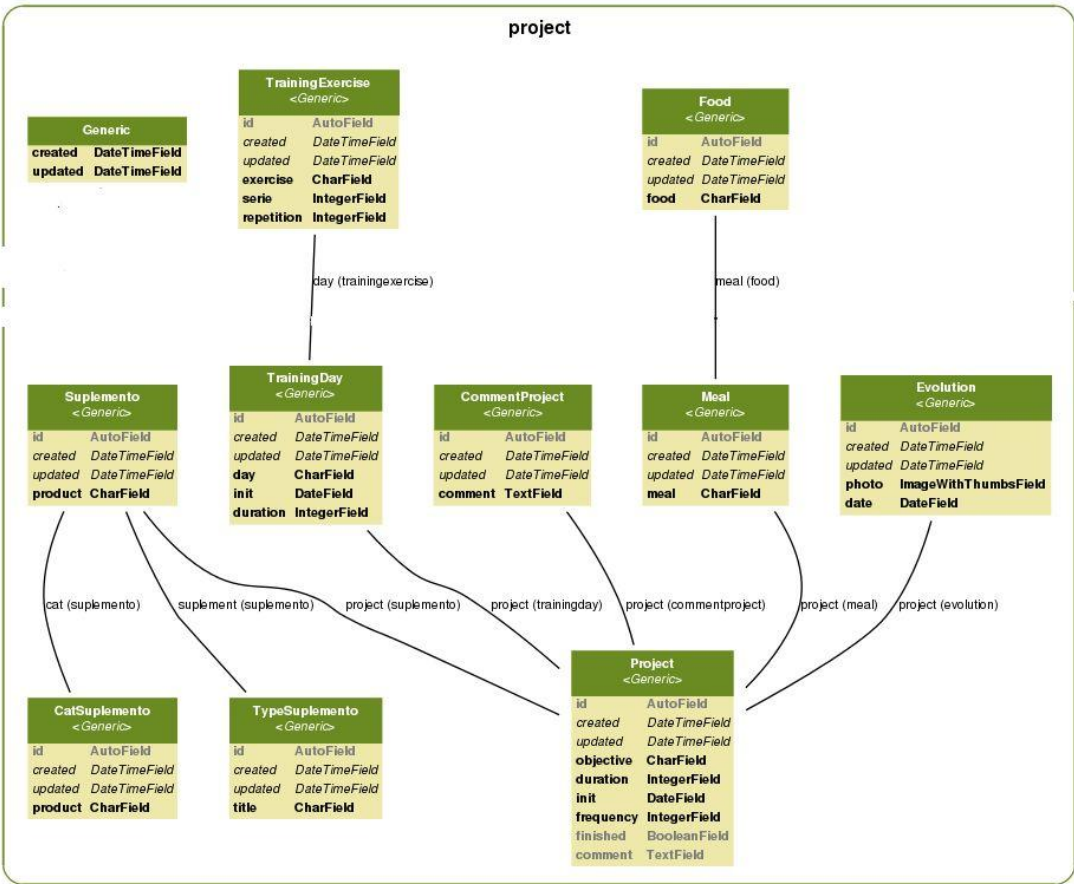 project
TrainingExercise
<Generic>
id AutoField
created DateTimeField
updated DateTimeField
exercise CharField
serie IntegerField
repetition IntegerField
Food
<Generic>
id AutoField
created DateTimeField
updated DateTimeField
food CharField
Generic
created DateTimeField
updated DateTimeField
day (trainingexercise)
meal (food)
Suplemento
<Generic>
id AutoField
created DateTimeField
updated DateTimeField
product CharField
TrainingDay
<Generic>
id AutoField
created DateTimeField
updated DateTimeField
day CharField
init DateField
duration IntegerField
CommentProject
<Generic>
id AutoField
created DateTimeField
updated DateTimeField
comment TextField
Meal
<Generic>
id AutoField
created DateTimeField
updated DateTimeField
meal CharField
Evolution
<Generic>
id AutoField
created DateTimeField
updated DateTimeField
photo ImageWithThumbsField
date DateField
cat (suplemento)
suplement (suplemento)
project (suplemento)
project (trainingday)
project (commentproject)
project (meal)
project (evolution)
CatSuplemento
<Generic>
id AutoField
created DateTimeField
updated DateTimeField
product CharField
TypeSuplemento
<Generic>
id AutoField
created DateTimeField
updated DateTimeField
title CharField
Project
<Generic>
id AutoField
created DateTimeField
updated DateTimeField
objective CharField
duration IntegerField
init DateField
frequency IntegerField
finished BooleanField
comment TextField